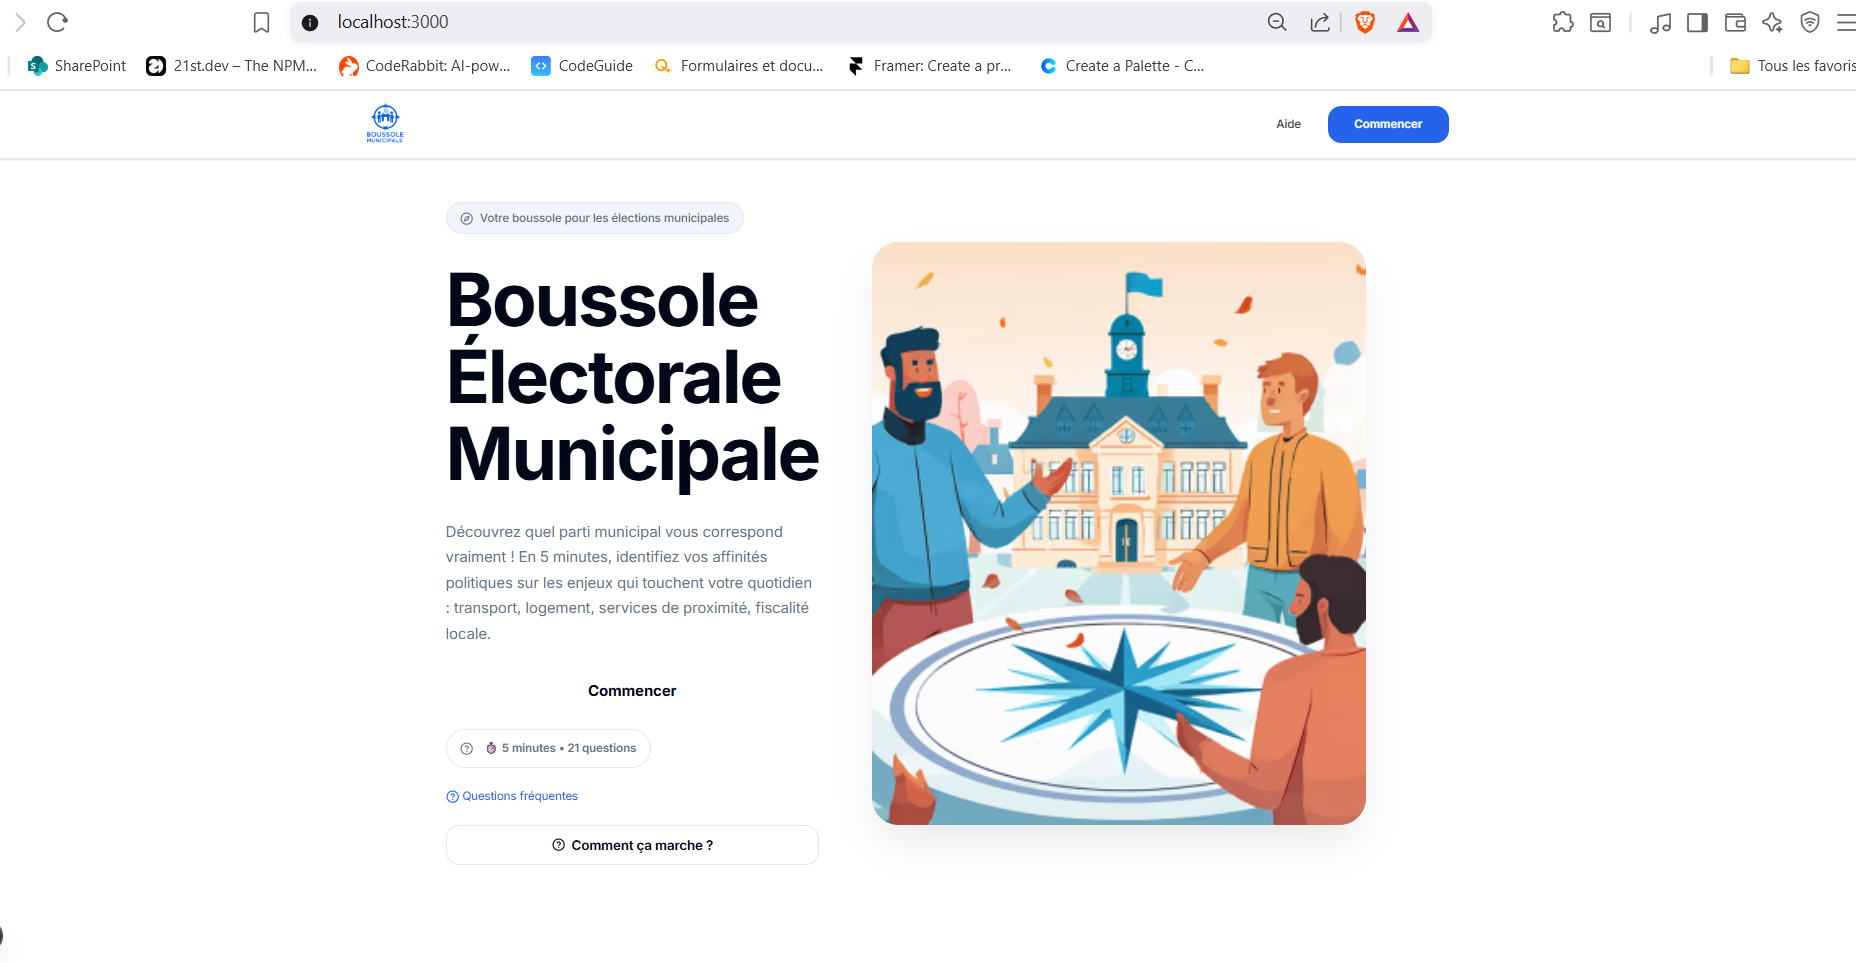 localhost:3000
SharePoint
21st.dev – The NPM...
CodeRabbit: AI-pow...
CodeGuide
Formulaires et docu...
Framer: Create a pr...
Create a Palette - C...
Tous les favoris
BOUSSOLE
MUNICIPALE
Aide
Commencer
Votre boussole pour les élections municipales
Boussole
Électorale
Municipale
Découvrez quel parti municipal vous correspond
vraiment ! En 5 minutes, identifiez vos affinités
politiques sur les enjeux qui touchent votre quotidien
: transport, logement, services de proximité, fiscalité
locale.
Commencer
5 minutes • 21 questions
Questions fréquentes
Comment ça marche ?